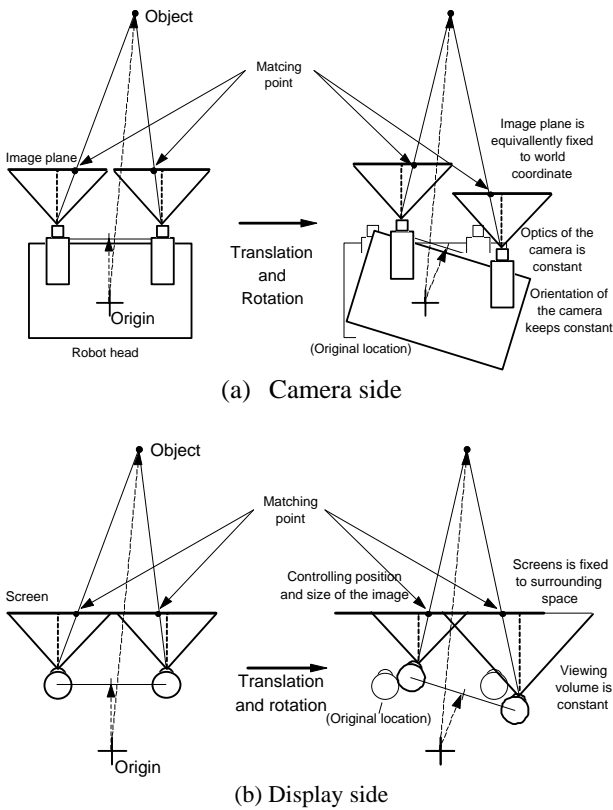 Object
Matcing
point
Image plane
Image plane is
equivallently fixed
to world
coordinate
Translation
and
Rotation
Optics of the
camera is
constant
Origin
Orientation of
the camera
keeps constant
(Original location)
Robot head
(a) Camera side
Object
Matching
point
Screen
Controlling position
and size of the image
Screens is fixed
to surrounding
space
Translation
and rotation
Viewing
volume is
constant
(Original location)
Origin
(b) Display side